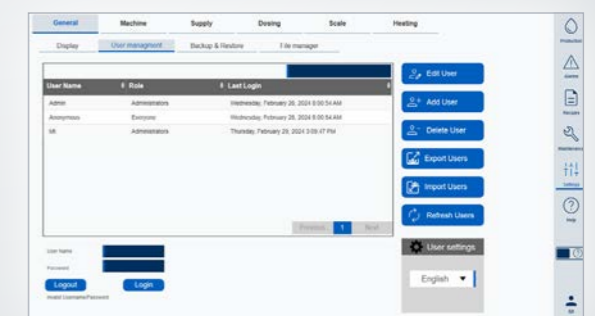 General Machine Supply Dosing Scale Heating
Display User managment Backup & Restore File manager
User Name Role Last Login
Admin Administrators Wednesday, February 28, 2024 8:00:54 AM
Anonymous Everyone Wednesday, February 28, 2024 8:00:54 AM
Administrators Thursday, February 29, 2024 3:09:47 PM
Previous 1 Next
Edit User
Add User
Delete User
Export Users
Import Users
Refresh Users
User settings
English
User Name
Password
Logout Login
Invalid Username/Password
Production
Alarms
Recipes
Maintenance
Settings
Help